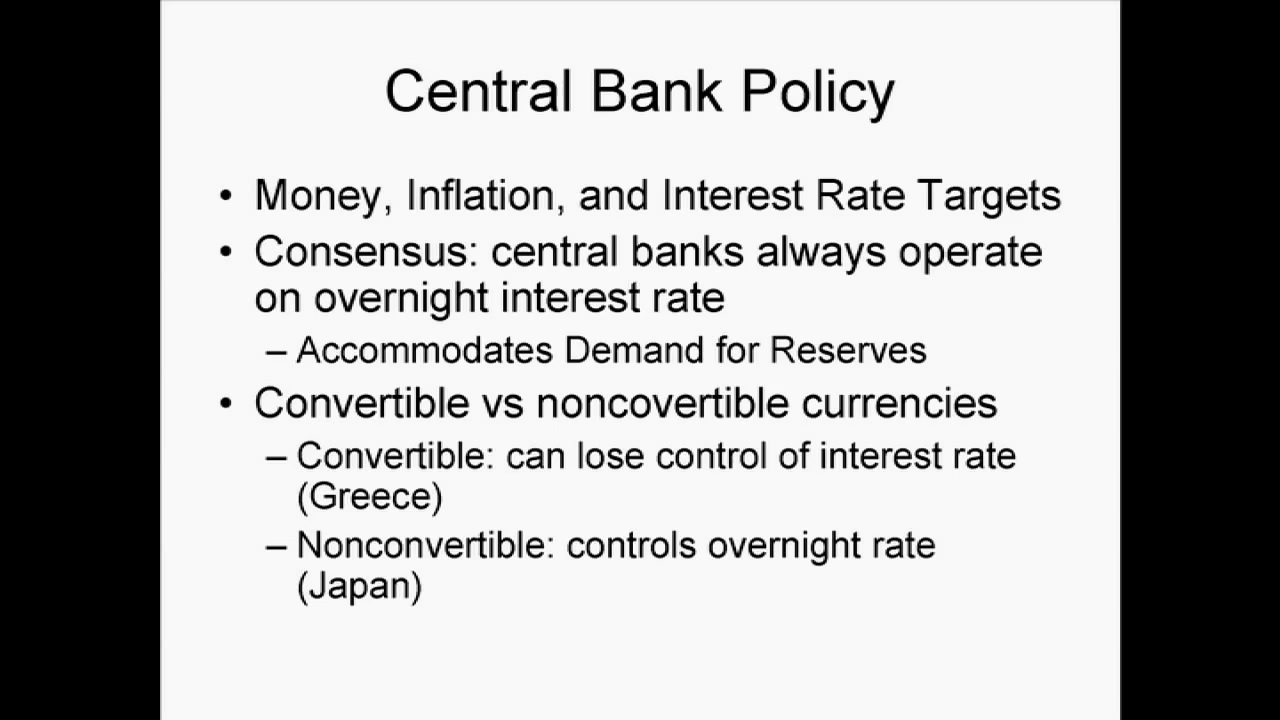 Central Bank Policy
• Money, Inflation, and Interest Rate Targets
• Consensus: central banks always operate
on overnight interest rate
– Accommodates Demand for Reserves
• Convertible vs noncovertible currencies
– Convertible: can lose control of interest rate
(Greece)
– Nonconvertible: controls overnight rate
(Japan)